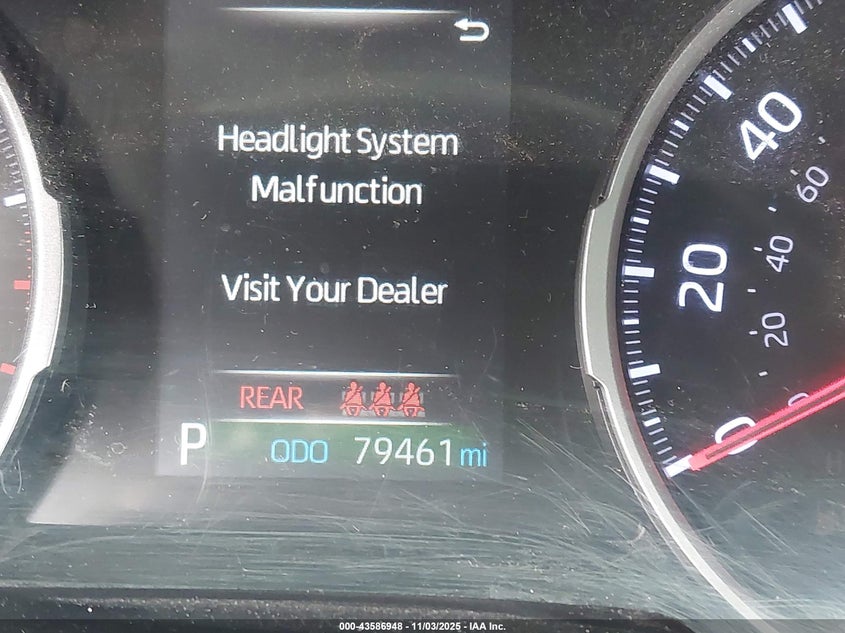 Headlight System
Malfunction
Visit Your Dealer
REAR
P ODO 79461 mi
40
60
20
40
20
0
0
000-43586948 - 11/03/2025 - IAA Inc.